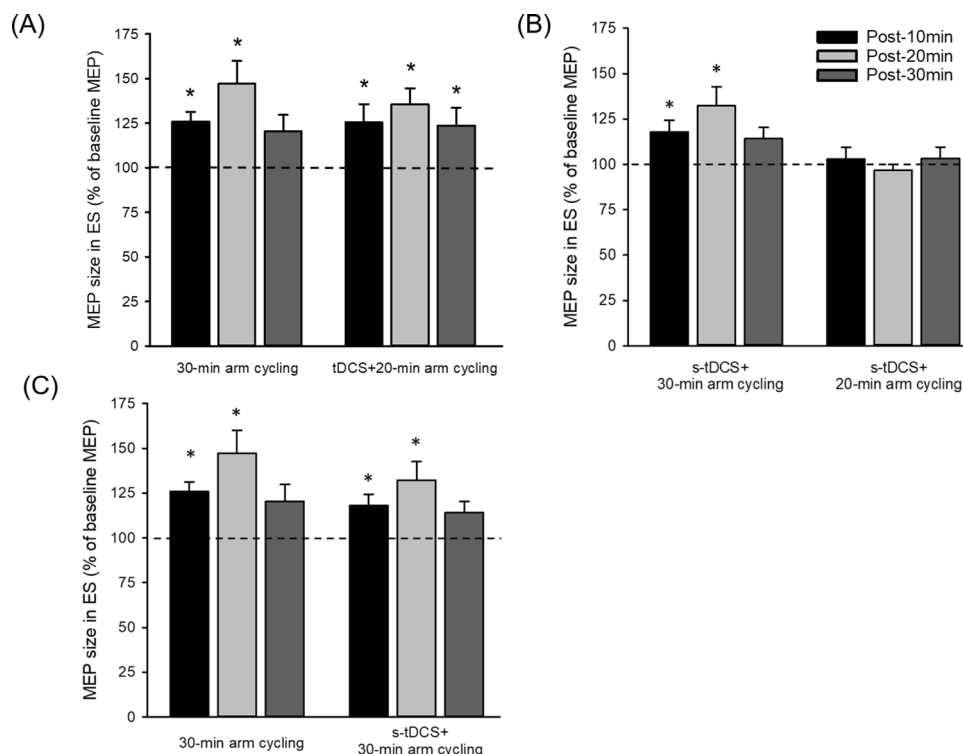 (A)
MEP size in ES (% of baseline MEP)
175
150
125
100
75
50
25
0
*
*
*
*
*
30-min arm cycling
tDCS+20-min arm cycling
(B)
MEP size in ES (% of baseline MEP)
175
150
125
100
75
50
25
0
Post-10min
Post-20min
Post-30min
*
*
s-tDCS+
30-min arm cycling
s-tDCS+
20-min arm cycling
(C)
MEP size in ES (% of baseline MEP)
175
150
125
100
75
50
25
0
*
*
*
*
30-min arm cycling
s-tDCS+
30-min arm cycling